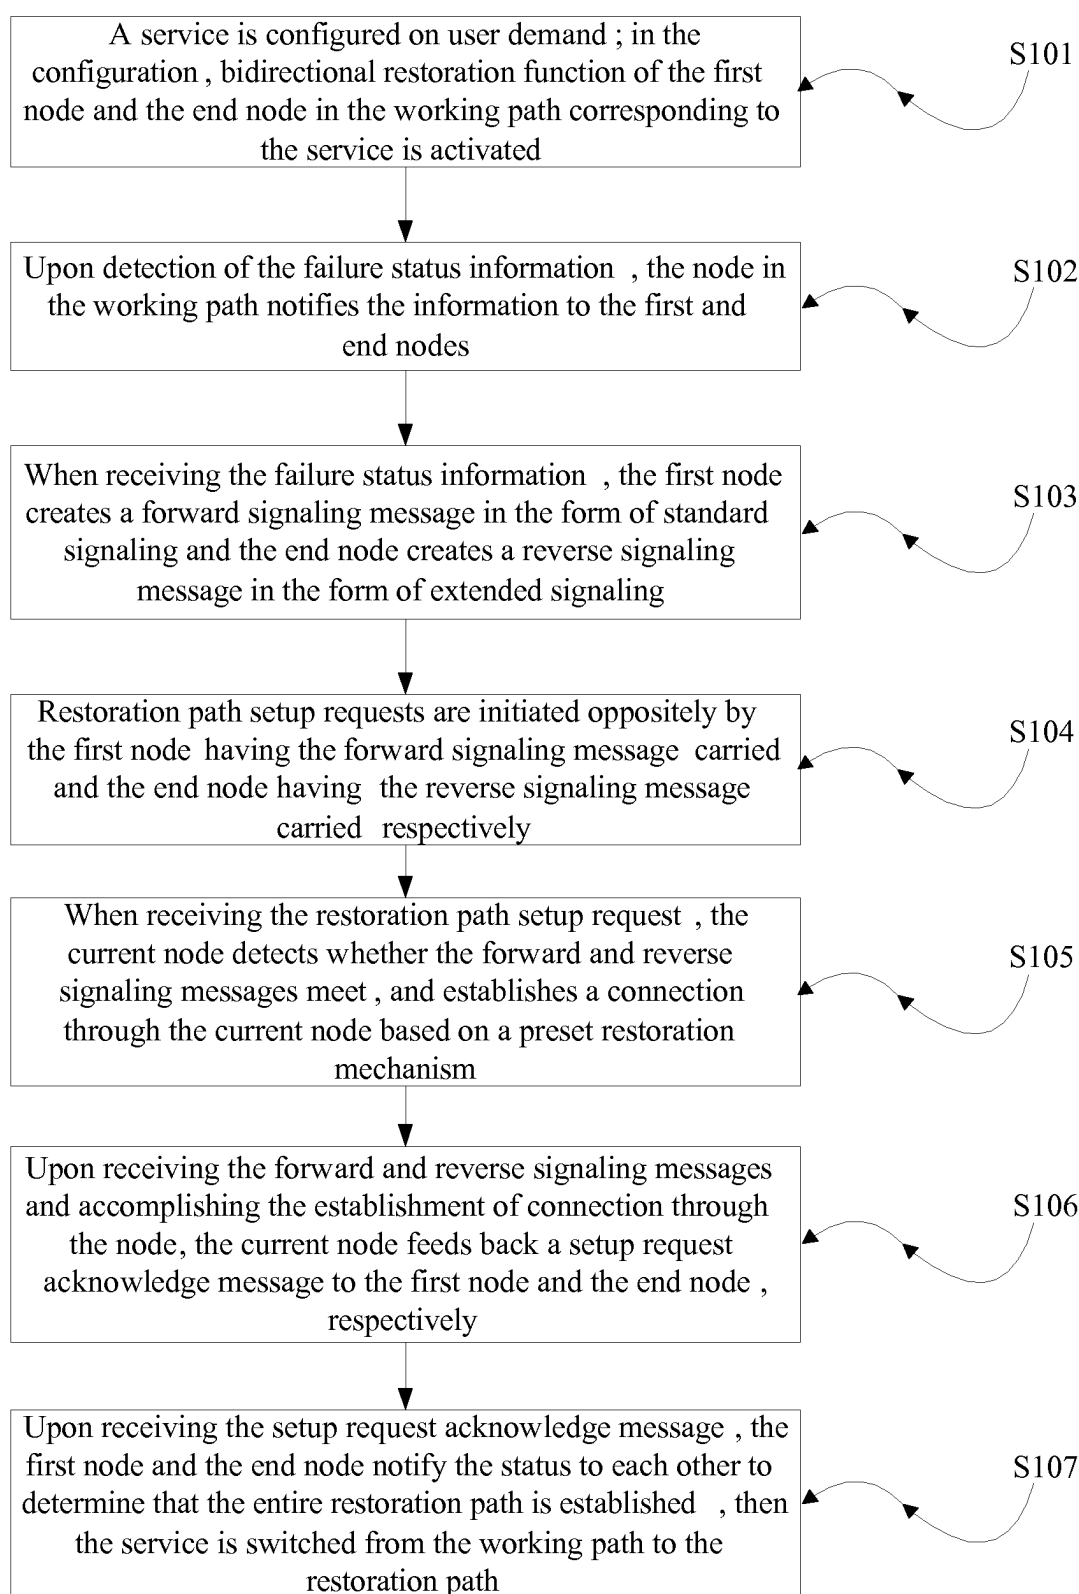 A service is configured on user demand ; in the
configuration , bidirectional restoration function of the first
node and the end node in the working path corresponding to
the service is activated
S101
Upon detection of the failure status information , the node in
the working path notifies the information to the first and
end nodes
S102
When receiving the failure status information , the first node
creates a forward signaling message in the form of standard
signaling and the end node creates a reverse signaling
message in the form of extended signaling
S103
Restoration path setup requests are initiated oppositely by
the first node having the forward signaling message carried
and the end node having the reverse signaling message
carried respectively
S104
When receiving the restoration path setup request , the
current node detects whether the forward and reverse
signaling messages meet , and establishes a connection
through the current node based on a preset restoration
mechanism
S105
Upon receiving the forward and reverse signaling messages
and accomplishing the establishment of connection through
the node, the current node feeds back a setup request
acknowledge message to the first node and the end node ,
respectively
S106
Upon receiving the setup request acknowledge message , the
first node and the end node notify the status to each other to
determine that the entire restoration path is established , then
the service is switched from the working path to the
restoration path
S107